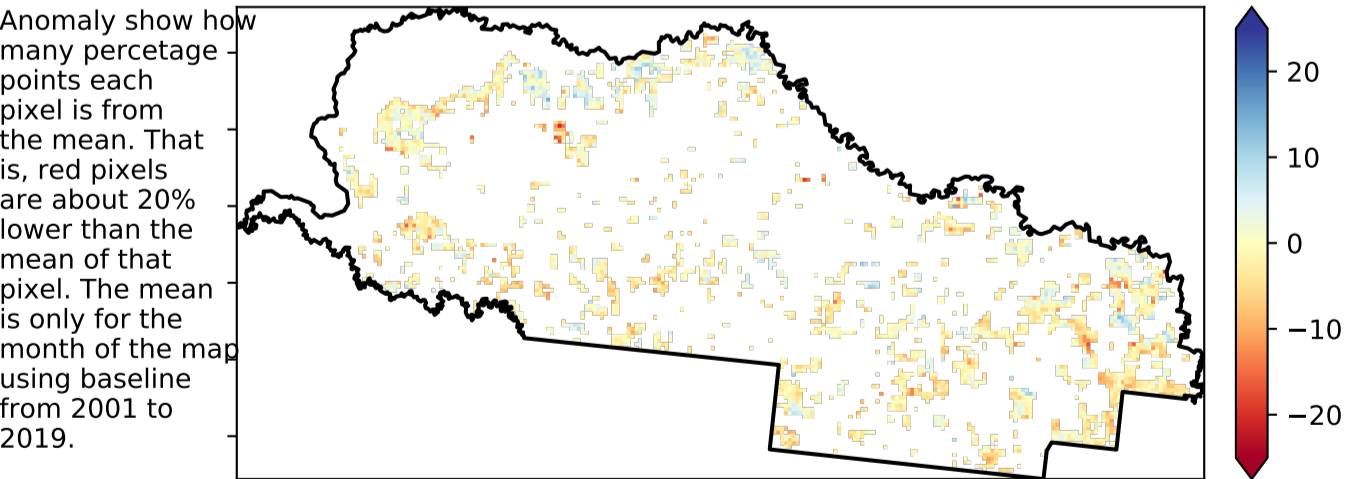 Anomaly show how
many percetage
points each
pixel is from
the mean. That
is, red pixels
are about 20%
lower than the
mean of that
pixel. The mean
is only for the
month of the map
using baseline
from 2001 to
2019.
20
10
0
−10
−20